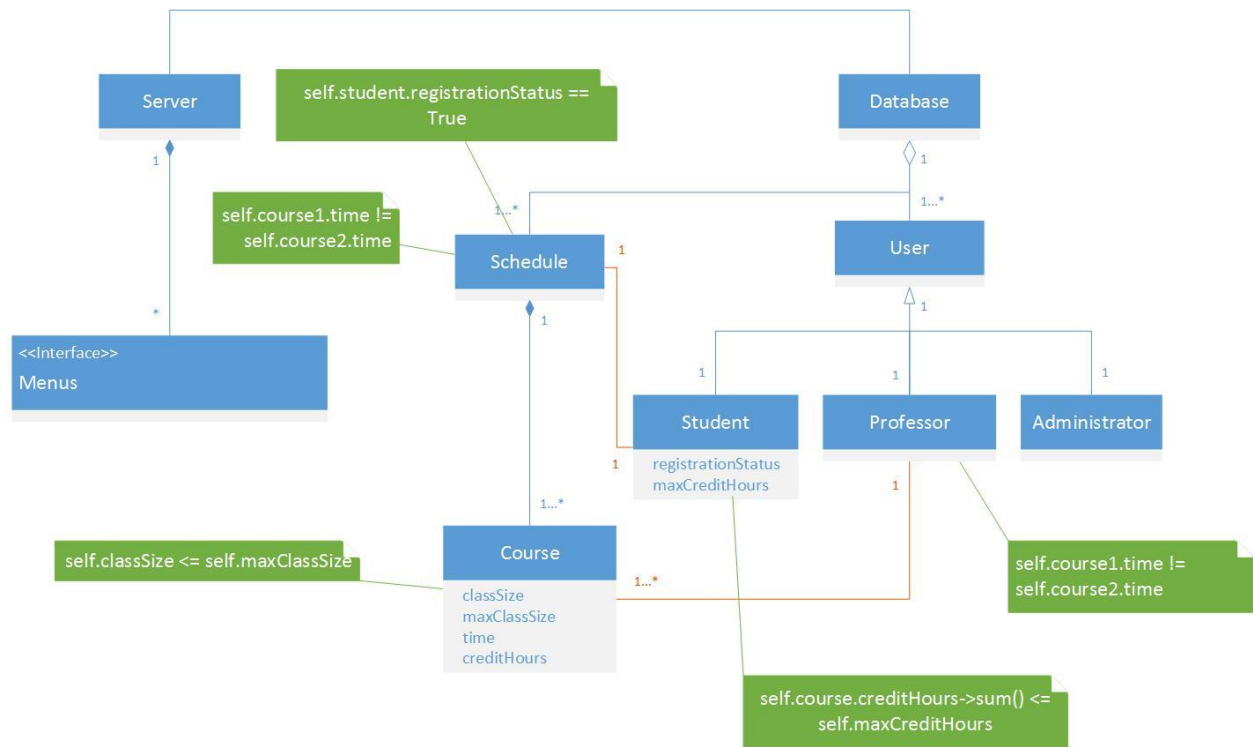 Server
Database
self.student.registrationStatus ==
True
1
1
1...*
1...*
self.course1.time !=
self.course2.time
User
Schedule
1
1
1
*
<<Interface>>
Menus
1
1
1
Student
Professor
Administrator
1
registrationStatus
maxCreditHours
1
1...*
Course
self.classSize <= self.maxClassSize
self.course1.time !=
self.course2.time
1...*
classSize
maxClassSize
time
creditHours
self.course.creditHours->sum() <=
self.maxCreditHours